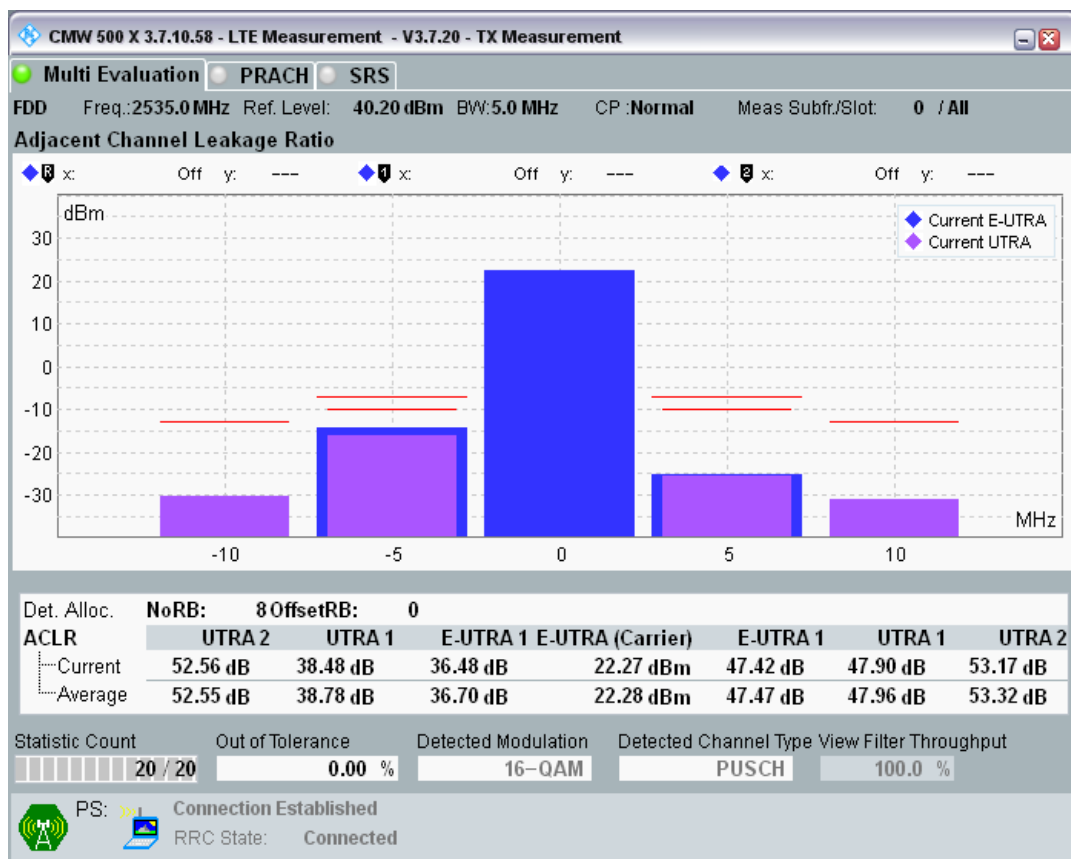 CMW 500 X 3.7.10.58 - LTE Measurement - V3.7.20 - TX Measurement
Multi Evaluation PRACH SRS
FDD Freq.:2535.0 MHz Ref. Level: 40.20 dBm BW:5.0 MHz CP :Normal Meas Subfr./Slot: 0 / All
Adjacent Channel Leakage Ratio
R x: Off y: --- 1 x: Off y: --- 2 x: Off y: ---
dBm
Current E-UTRA
Current UTRA
30
20
10
0
-10
-20
-30
MHz
-10 -5 0 5 10
Det. Alloc. NoRB: 8 OffsetRB: 0
ACLR UTRA 2 UTRA 1 E-UTRA 1 E-UTRA (Carrier) E-UTRA 1 UTRA 1 UTRA 2
Current 52.56 dB 38.48 dB 36.48 dB 22.27 dBm 47.42 dB 47.90 dB 53.17 dB
Average 52.55 dB 38.78 dB 36.70 dB 22.28 dBm 47.47 dB 47.96 dB 53.32 dB
Statistic Count Out of Tolerance Detected Modulation Detected Channel Type View Filter Throughput
20 / 20 0.00 % 16-QAM PUSCH 100.0 %
PS: Connection Established
RRC State: Connected